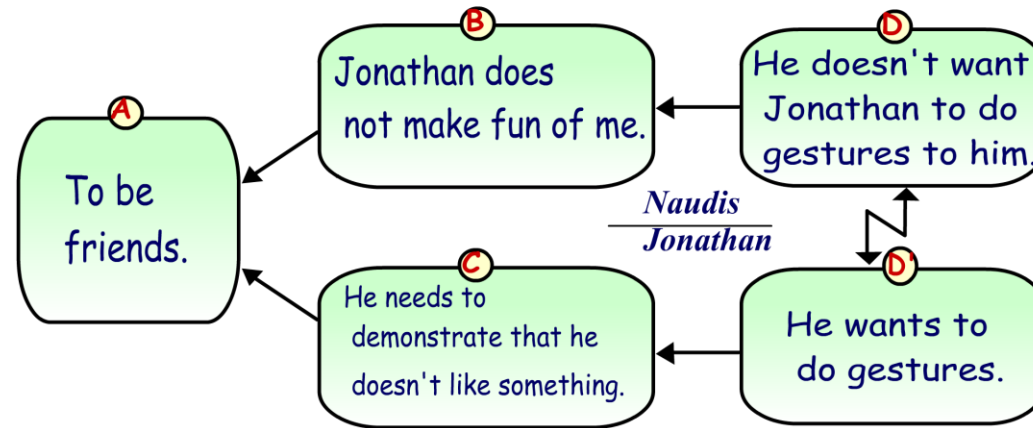 A
To be
friends.
B
Jonathan does
not make fun of me.
D
He doesn't want
Jonathan to do
gestures to him.
Naudis
Jonathan
C
He needs to
demonstrate that he
doesn't like something.
D'
He wants to
do gestures.